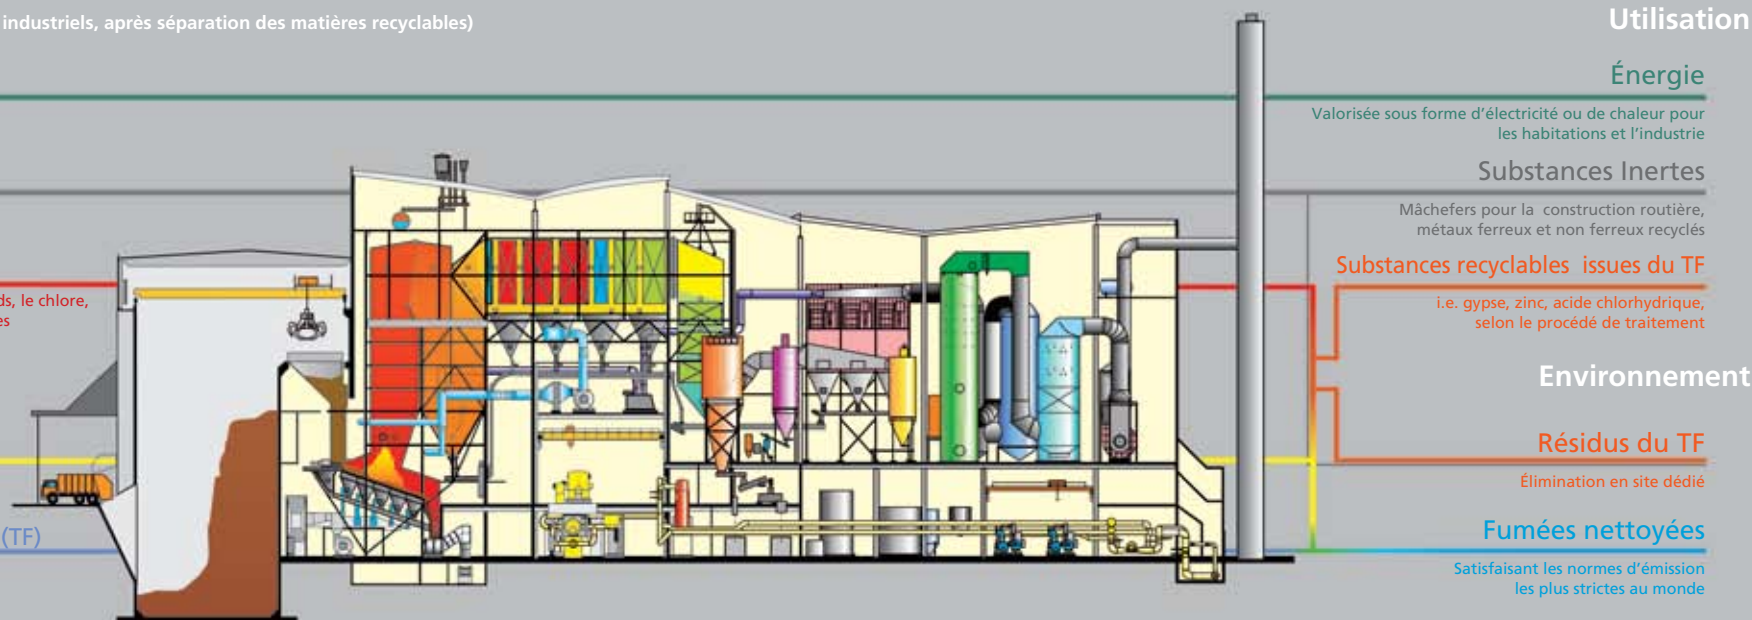 industriels, après séparation des matières recyclables)
Utilisation
Énergie
Valorisée sous forme d'électricité ou de chaleur pour
les habitations et l'industrie
Substances Inertes
Mâchefers pour la construction routière,
métaux ferreux et non ferreux recyclés
Substances recyclables issues du TF
i.e. gypse, zinc, acide chlorhydrique,
selon le procédé de traitement
le chlore,
Environnement
Résidus du TF
Élimination en site dédié
(TF)
Fumées nettoyées
Satisfaisant les normes d'émission
les plus strictes au monde